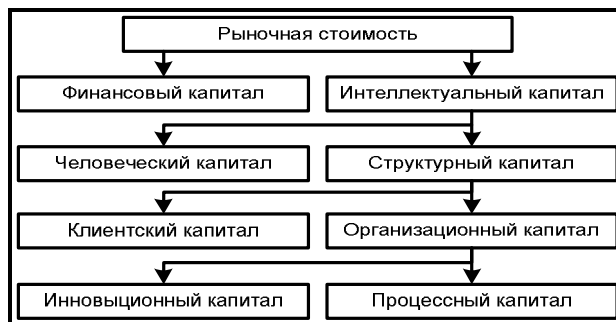 Рыночная стоимость
Финансовый капитал
Интеллектуальный капитал
Человеческий капитал
Структурный капитал
Клиентский капитал
Организационный капитал
Инновыционный капитал
Процессный капитал